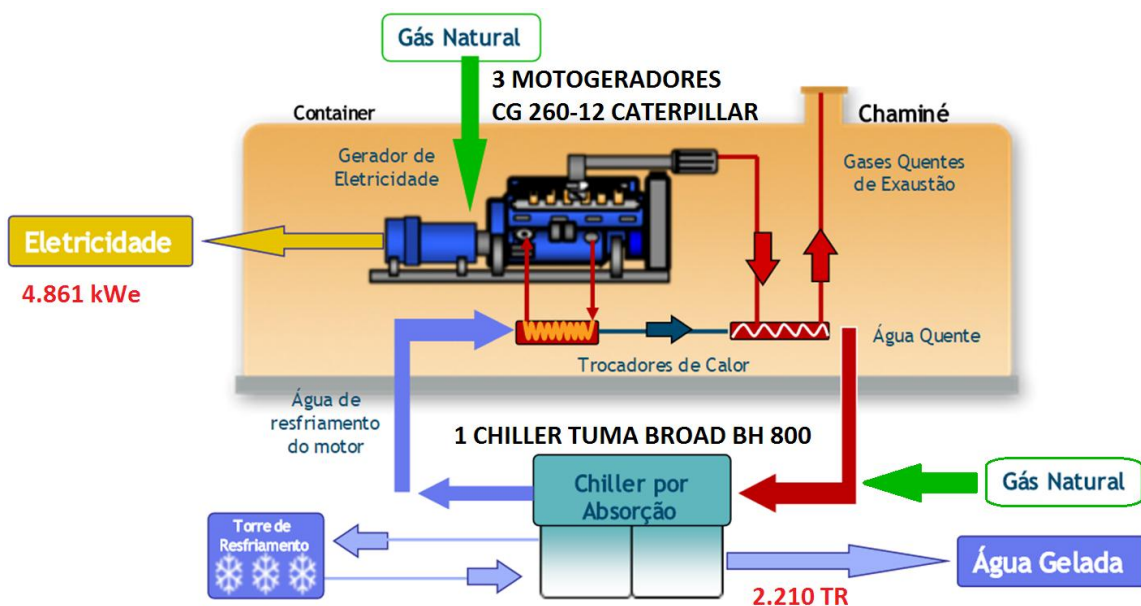 Gás Natural
3 MOTOGERADORES
CG 260-12 CATERPILLAR
Container
Chaminé
Gerador de
Eletricidade
Gases Quentes
de Exaustão
Eletricidade
4.861 kWe
Água Quente
Trocadores de Calor
Água de
resfriamento
do motor
1 CHILLER TUMA BROAD BH 800
Chiller por
Absorção
Gás Natural
Torre de
Resfriamento
Água Gelada
2.210 TR